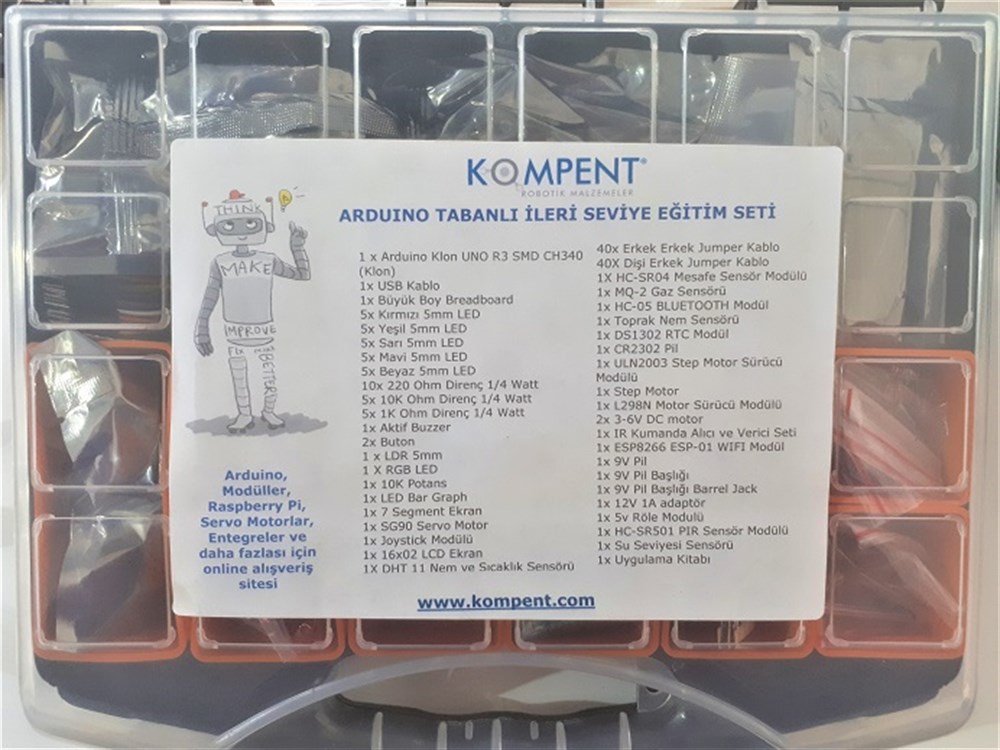 KOMPENT®
ROBOTİK MALZEMELER
ARDUINO TABANLI İLERİ SEVİYE EĞİTİM SETİ
THINK
MAKE
IMPROVE
BETTER
1 x Arduino Klon UNO R3 SMD CH340
(Klon)
1x USB Kablo
1x Büyük Boy Breadboard
5x Kırmızı 5mm LED
5x Yeşil 5mm LED
5x Sarı 5mm LED
5x Mavi 5mm LED
5x Beyaz 5mm LED
10x 220 Ohm Direnç 1/4 Watt
5x 10K Ohm Direnç 1/4 Watt
5x 1K Ohm Direnç 1/4 Watt
1x Aktif Buzzer
2x Buton
1 x LDR 5mm
1 X RGB LED
1x 10K Potans
1x LED Bar Graph
1x 7 Segment Ekran
1x SG90 Servo Motor
1x Joystick Modülü
1x 16x02 LCD Ekran
1X DHT 11 Nem ve Sıcaklık Sensörü
40x Erkek Erkek Jumper Kablo
40X Dişi Erkek Jumper Kablo
1X HC-SR04 Mesafe Sensör Modülü
1x MQ-2 Gaz Sensörü
1x HC-05 BLUETOOTH Modül
1x Toprak Nem Sensörü
1x DS1302 RTC Modül
1x CR2302 Pil
1x ULN2003 Step Motor Sürücü
Modülü
1x Step Motor
1x L298N Motor Sürücü Modülü
2x 3-6V DC motor
1x IR Kumanda Alıcı ve Verici Seti
1x ESP8266 ESP-01 WIFI Modül
1x 9V Pil
1x 9V Pil Başlığı
1x 9V Pil Başlığı Barrel Jack
1x 12V 1A adaptör
1x 5v Röle Modulü
1x HC-SR501 PIR Sensör Modülü
1x Su Seviyesi Sensörü
1x Uygulama Kitabı
Arduino,
Modüller,
Raspberry Pi,
Servo Motorlar,
Entegreler ve
daha fazlası için
online alışveriş
sitesi
www.kompent.com